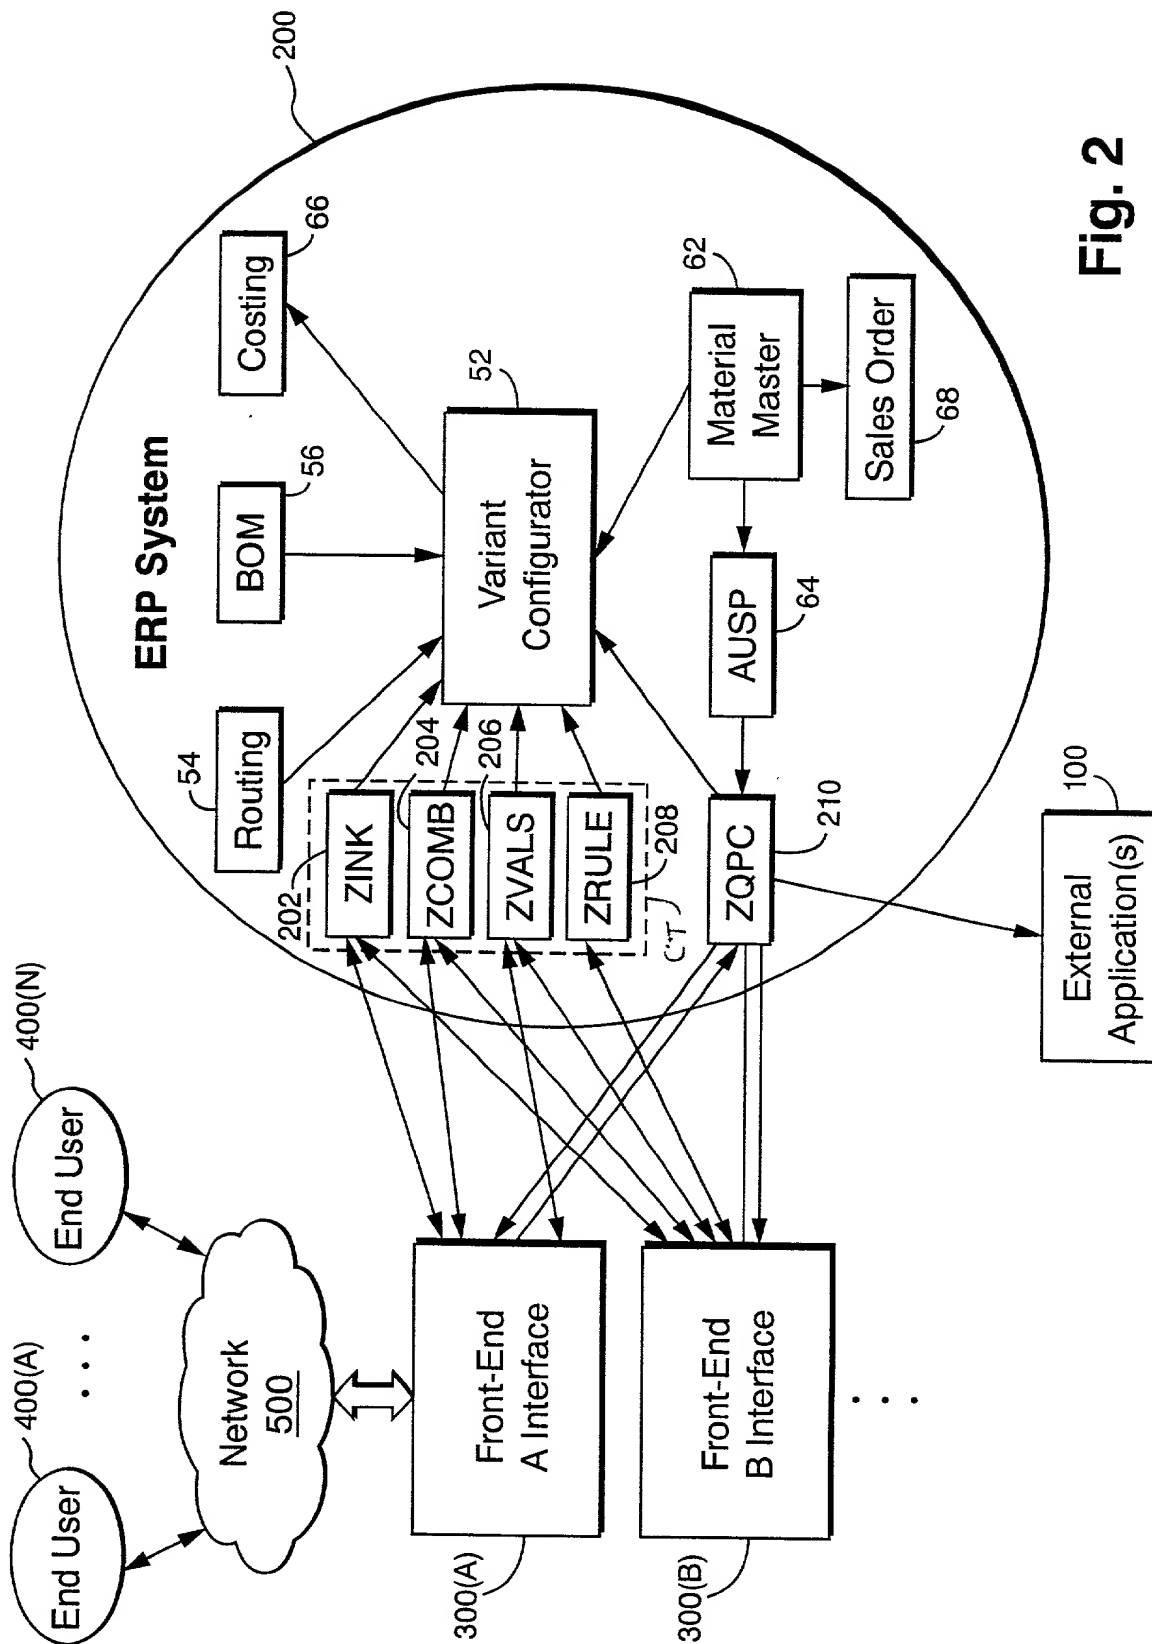 400(A)
End User
. . .
400(N)
End User
Network
500
300(A)
Front-End
A Interface
300(B)
Front-End
B Interface
. . .
200
ERP System
54
Routing
BOM
56
Costing
66
202
ZINK
204
ZCOMB
206
ZVALS
ZRULE
208
52
Variant
Configurator
62
Material
Master
AUSP
64
ZQPC
210
Sales Order
68
100
External
Application(s)
Fig. 2